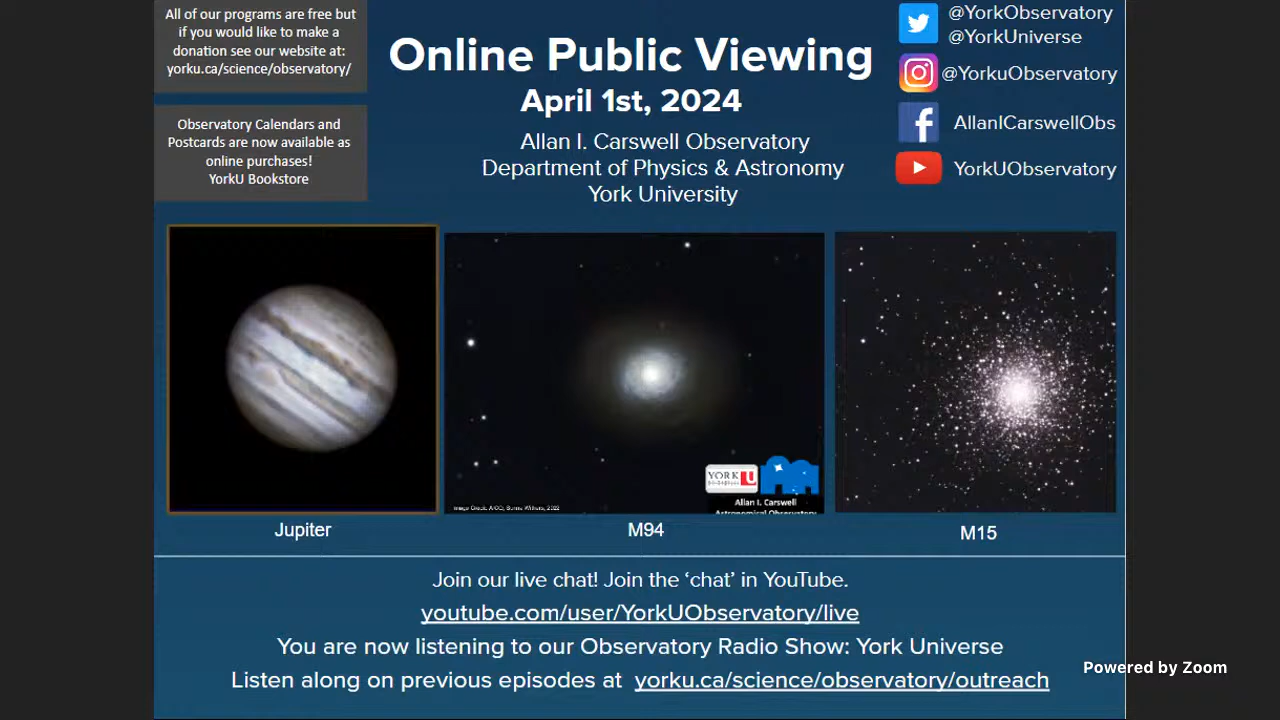 All of our programs are free but
if you would like to make a
donation see our website at:
yorku.ca/science/observatory/
Observatory Calendars and
Postcards are now available as
online purchases!
YorkU Bookstore
Online Public Viewing
April 1st, 2024
Allan I. Carswell Observatory
Department of Physics & Astronomy
York University
@YorkObservatory
@YorkUniverse
@YorkuObservatory
AllanICarswellObs
YorkUObservatory
YORK U
Allan I. Carswell
Astronomical Observatory
Jupiter
M94
M15
Join our live chat! Join the ‘chat’ in YouTube.
youtube.com/user/YorkUObservatory/live
You are now listening to our Observatory Radio Show: York Universe
Listen along on previous episodes at yorku.ca/science/observatory/outreach
Powered by Zoom